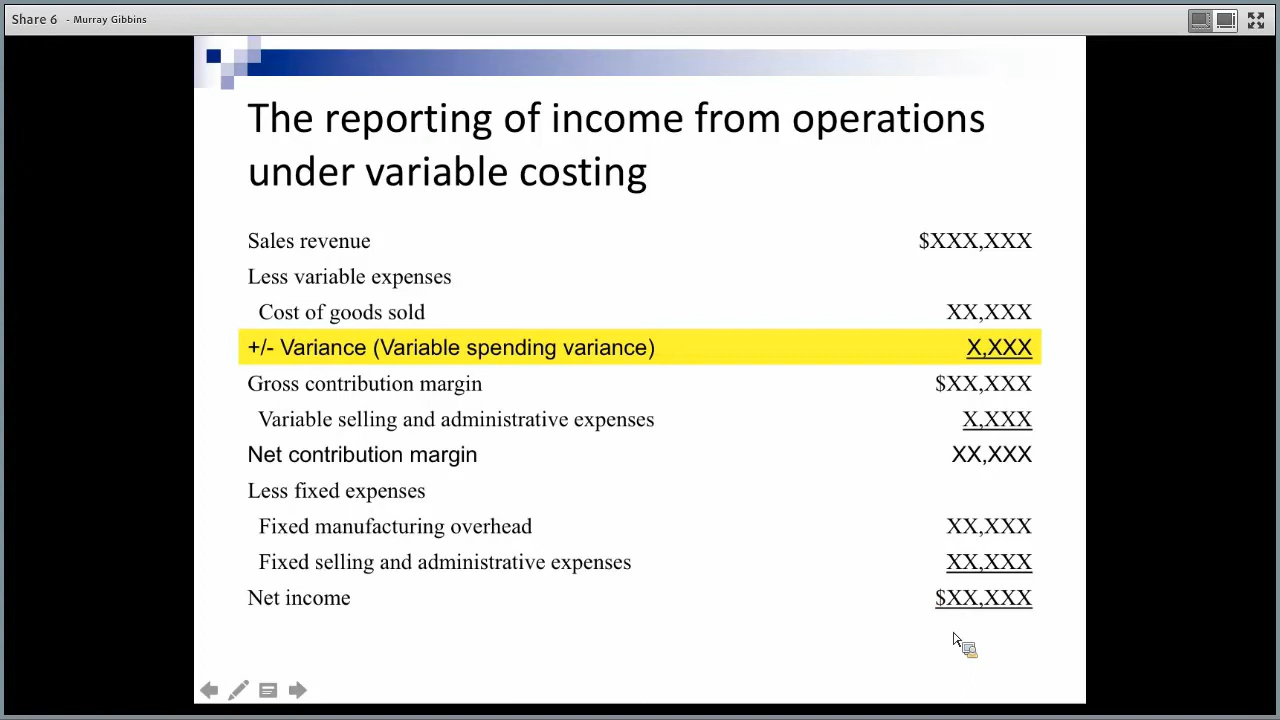 Share 6 - Murray Gibbins
The reporting of income from operations
under variable costing
Sales revenue $XXX,XXX
Less variable expenses
Cost of goods sold XX,XXX
+/- Variance (Variable spending variance) X,XXX
Gross contribution margin $XX,XXX
Variable selling and administrative expenses X,XXX
Net contribution margin XX,XXX
Less fixed expenses
Fixed manufacturing overhead XX,XXX
Fixed selling and administrative expenses XX,XXX
Net income $XX,XXX